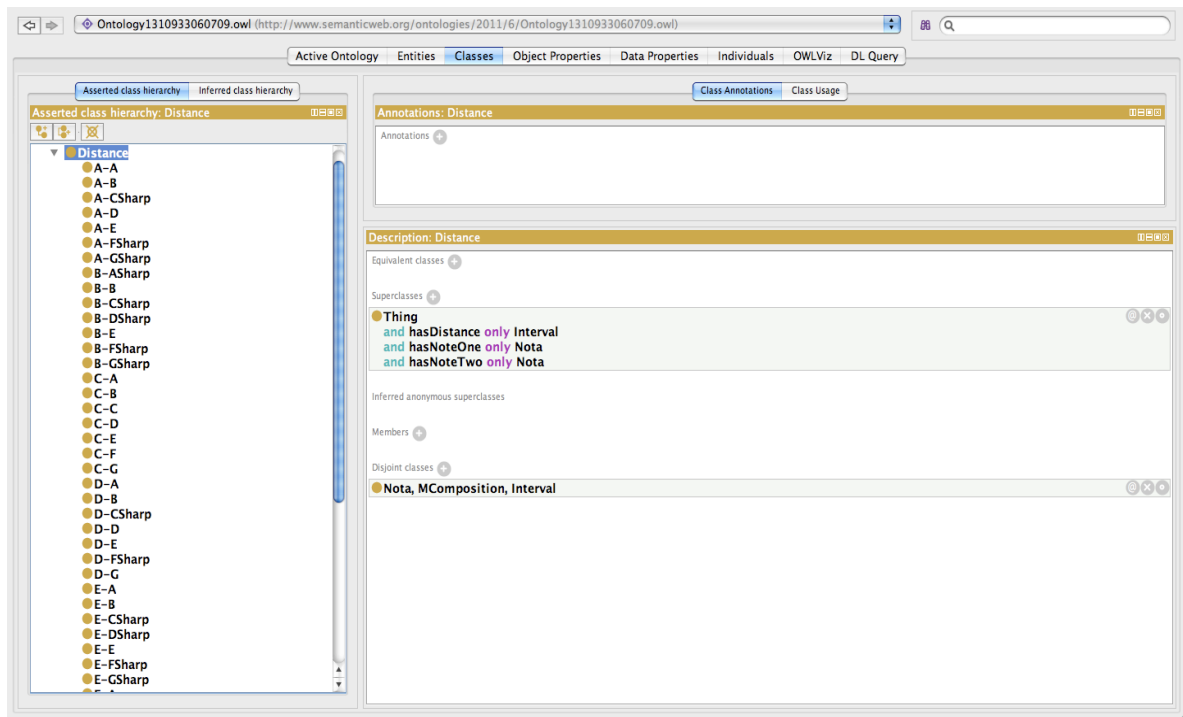 Ontology1310933060709.owl (http://www.semanticweb.org/ontologies/2011/6/Ontology1310933060709.owl)
Active Ontology Entities Classes Object Properties Data Properties Individuals OWLViz DL Query
Asserted class hierarchy Inferred class hierarchy
Asserted class hierarchy: Distance
Distance
A-A
A-B
A-CSharp
A-D
A-E
A-FSharp
A-GSharp
B-ASharp
B-B
B-CSharp
B-DSharp
B-E
B-FSharp
B-GSharp
C-A
C-B
C-C
C-D
C-E
C-F
C-G
D-A
D-B
D-CSharp
D-D
D-E
D-FSharp
D-G
E-A
E-B
E-CSharp
E-DSharp
E-E
E-FSharp
E-GSharp
Class Annotations Class Usage
Annotations: Distance
Annotations
Description: Distance
Equivalent classes
Superclasses
Thing
and hasDistance only Interval
and hasNoteOne only Nota
and hasNoteTwo only Nota
Inferred anonymous superclasses
Members
Disjoint classes
Nota, MComposition, Interval